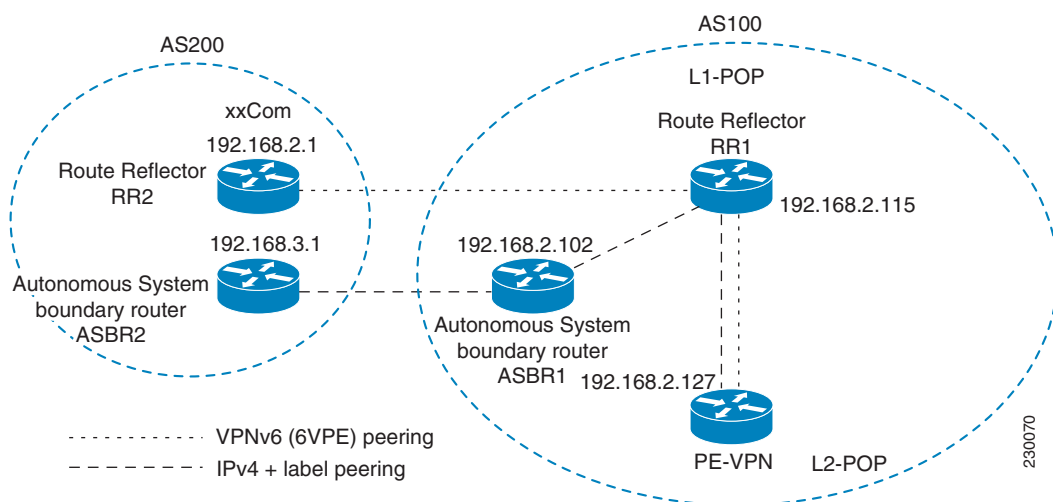 AS200
AS100
L1-POP
xxCom
192.168.2.1
Route Reflector
RR2
Route Reflector
RR1
192.168.2.115
192.168.3.1
192.168.2.102
Autonomous System
boundary router
ASBR2
Autonomous System
boundary router
ASBR1
192.168.2.127
PE-VPN
L2-POP
VPNv6 (6VPE) peering
IPv4 + label peering
230070